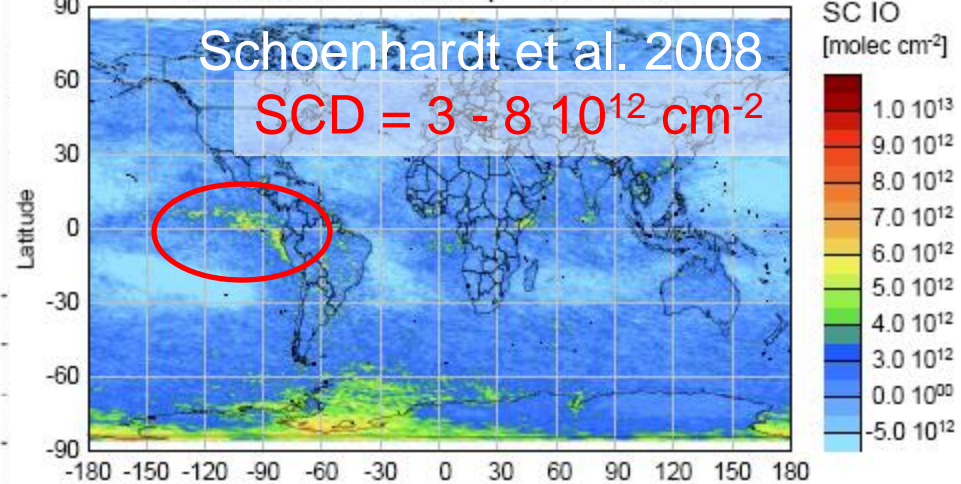 90
60
30
0
-30
-60
-90
Latitude
Schoenhardt et al. 2008
SCD = 3 - 8 10¹² cm⁻²
-180 -150 -120 -90 -60 -30 0 30 60 90 120 150 180
SC IO
[molec cm⁻²]
1.0 10¹³
9.0 10¹²
8.0 10¹²
7.0 10¹²
6.0 10¹²
5.0 10¹²
4.0 10¹²
3.0 10¹²
0.0 10⁰⁰
-5.0 10¹²